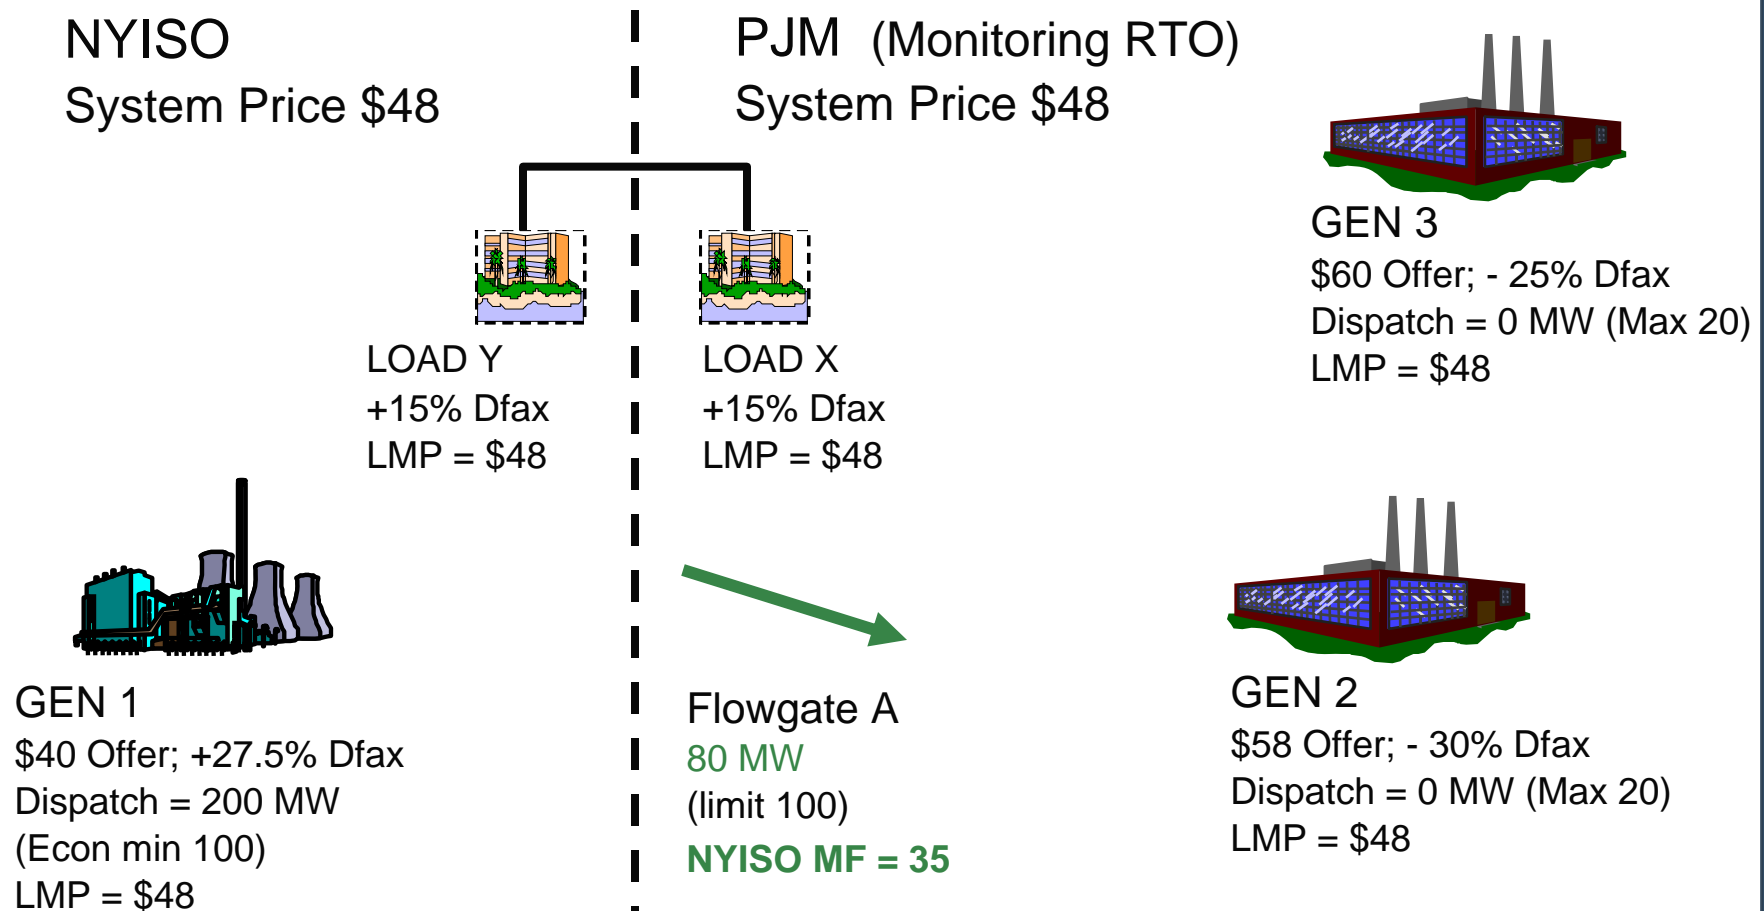 NYISO
System Price $48
PJM (Monitoring RTO)
System Price $48
GEN 3
$60 Offer; - 25% Dfax
Dispatch = 0 MW (Max 20)
LMP = $48
LOAD Y
+15% Dfax
LMP = $48
LOAD X
+15% Dfax
LMP = $48
GEN 1
$40 Offer; +27.5% Dfax
Dispatch = 200 MW
(Econ min 100)
LMP = $48
Flowgate A
80 MW
(limit 100)
NYISO MF = 35
GEN 2
$58 Offer; - 30% Dfax
Dispatch = 0 MW (Max 20)
LMP = $48